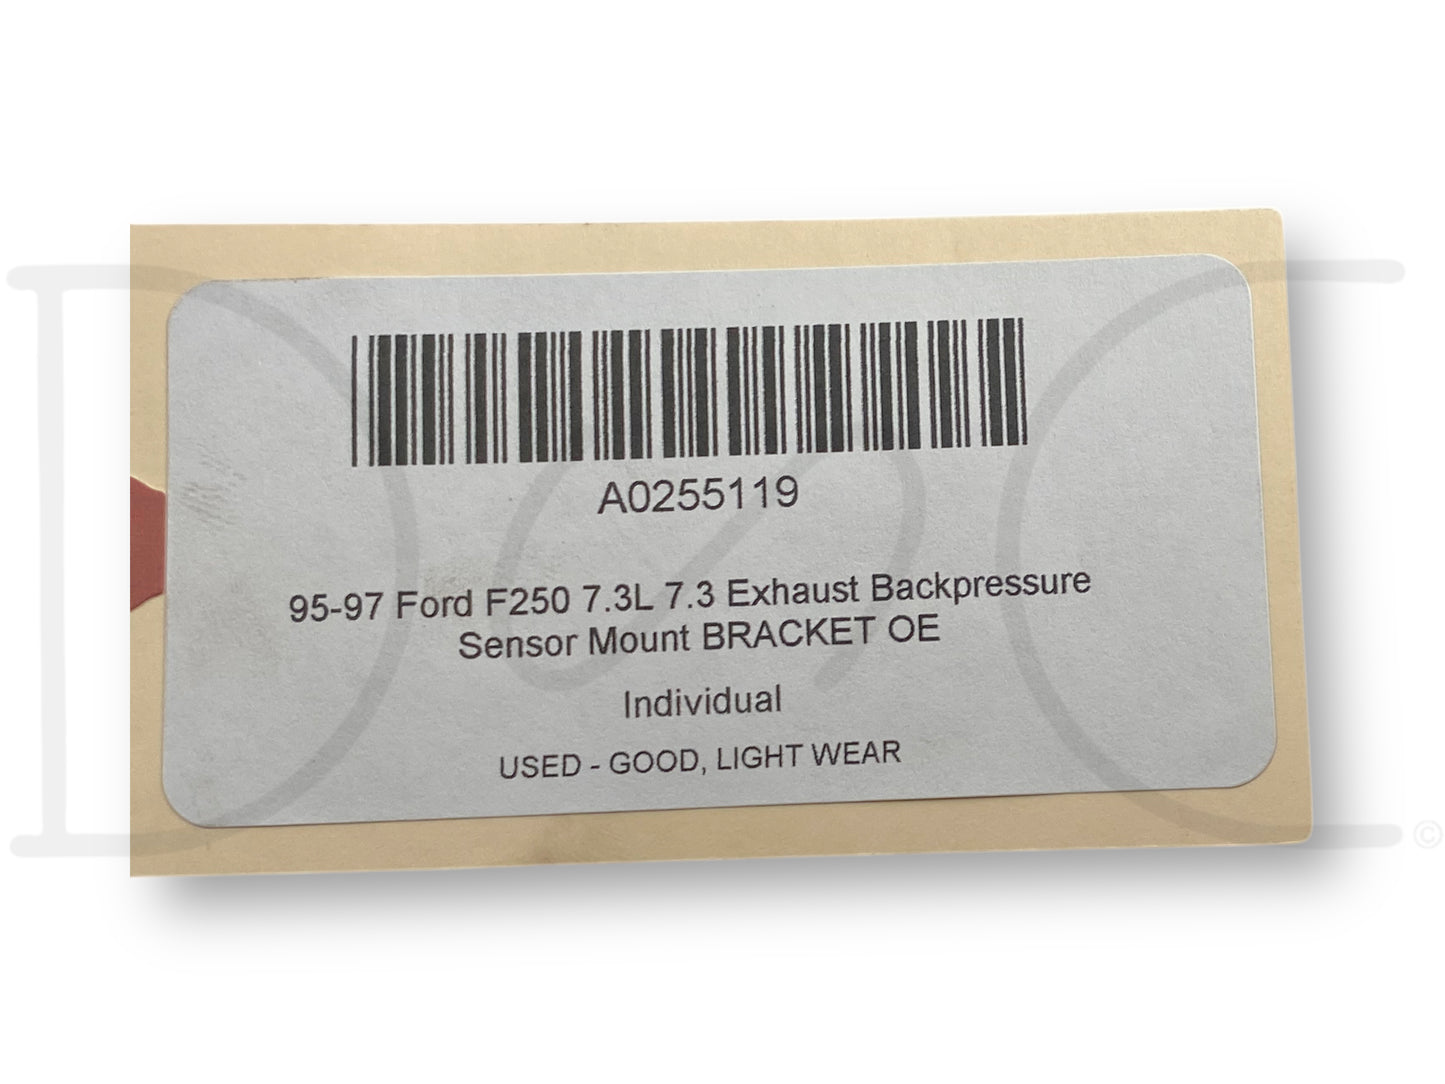 A0255119
95-97 Ford F250 7.3L 7.3 Exhaust Backpressure
Sensor Mount BRACKET OE
Individual
USED - GOOD, LIGHT WEAR
©